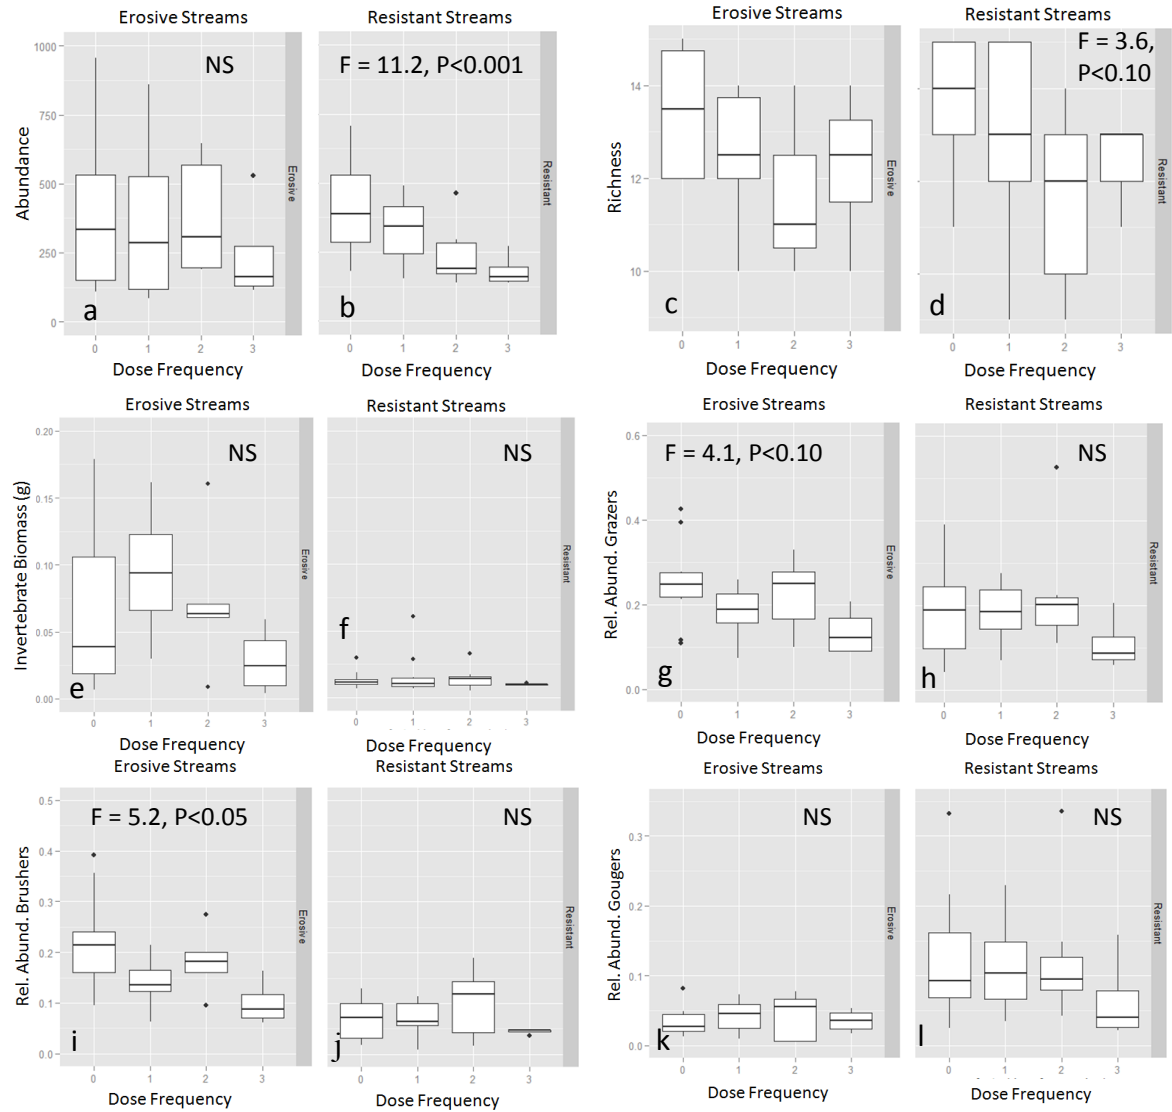 Erosive Streams
Resistant Streams
Abundance
1000
750
500
250
0
NS
a
Erosive
0 1 2 3
Dose Frequency
F = 11.2, P<0.001
b
Resistant
0 1 2 3
Dose Frequency
Erosive Streams
Resistant Streams
Richness
14
12
10
c
Erosive
0 1 2 3
Dose Frequency
F = 3.6,
P<0.10
d
Resistant
0 1 2 3
Dose Frequency
Erosive Streams
Resistant Streams
Invertebrate Biomass (g)
0.20
0.15
0.10
0.05
0.00
NS
e
Erosive
0 1 2 3
Dose Frequency
NS
f
Resistant
0 1 2 3
Dose Frequency
Erosive Streams
Resistant Streams
Rel. Abund. Grazers
0.6
0.4
0.2
0.0
F = 4.1, P<0.10
g
Erosive
0 1 2 3
Dose Frequency
NS
h
Resistant
0 1 2 3
Dose Frequency
Erosive Streams
Resistant Streams
Rel. Abund. Brushers
0.5
0.4
0.3
0.2
0.1
0.0
F = 5.2, P<0.05
i
Erosive
0 1 2 3
Dose Frequency
NS
j
Resistant
0 1 2 3
Dose Frequency
Erosive Streams
Resistant Streams
Rel. Abund. Gougers
0.3
0.2
0.1
0.0
NS
k
Erosive
0 1 2 3
Dose Frequency
NS
l
Resistant
0 1 2 3
Dose Frequency